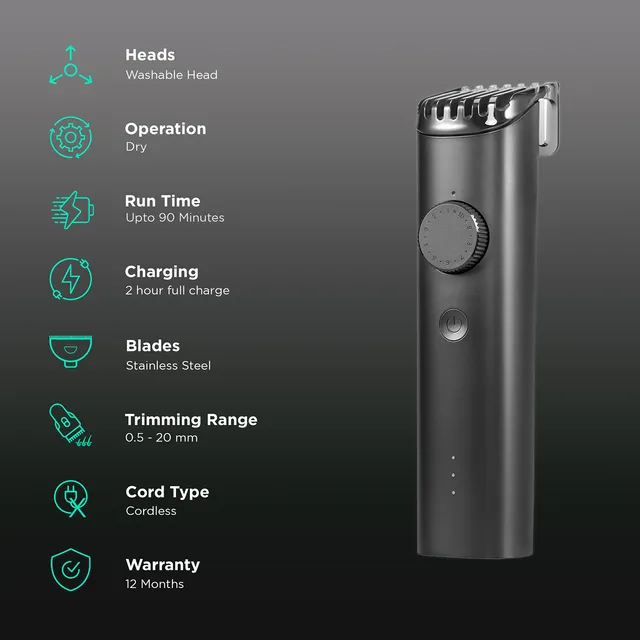 Heads
Washable Head
Operation
Dry
Run Time
Upto 90 Minutes
Charging
2 hour full charge
Blades
Stainless Steel
Trimming Range
0.5 - 20 mm
Cord Type
Cordless
Warranty
12 Months